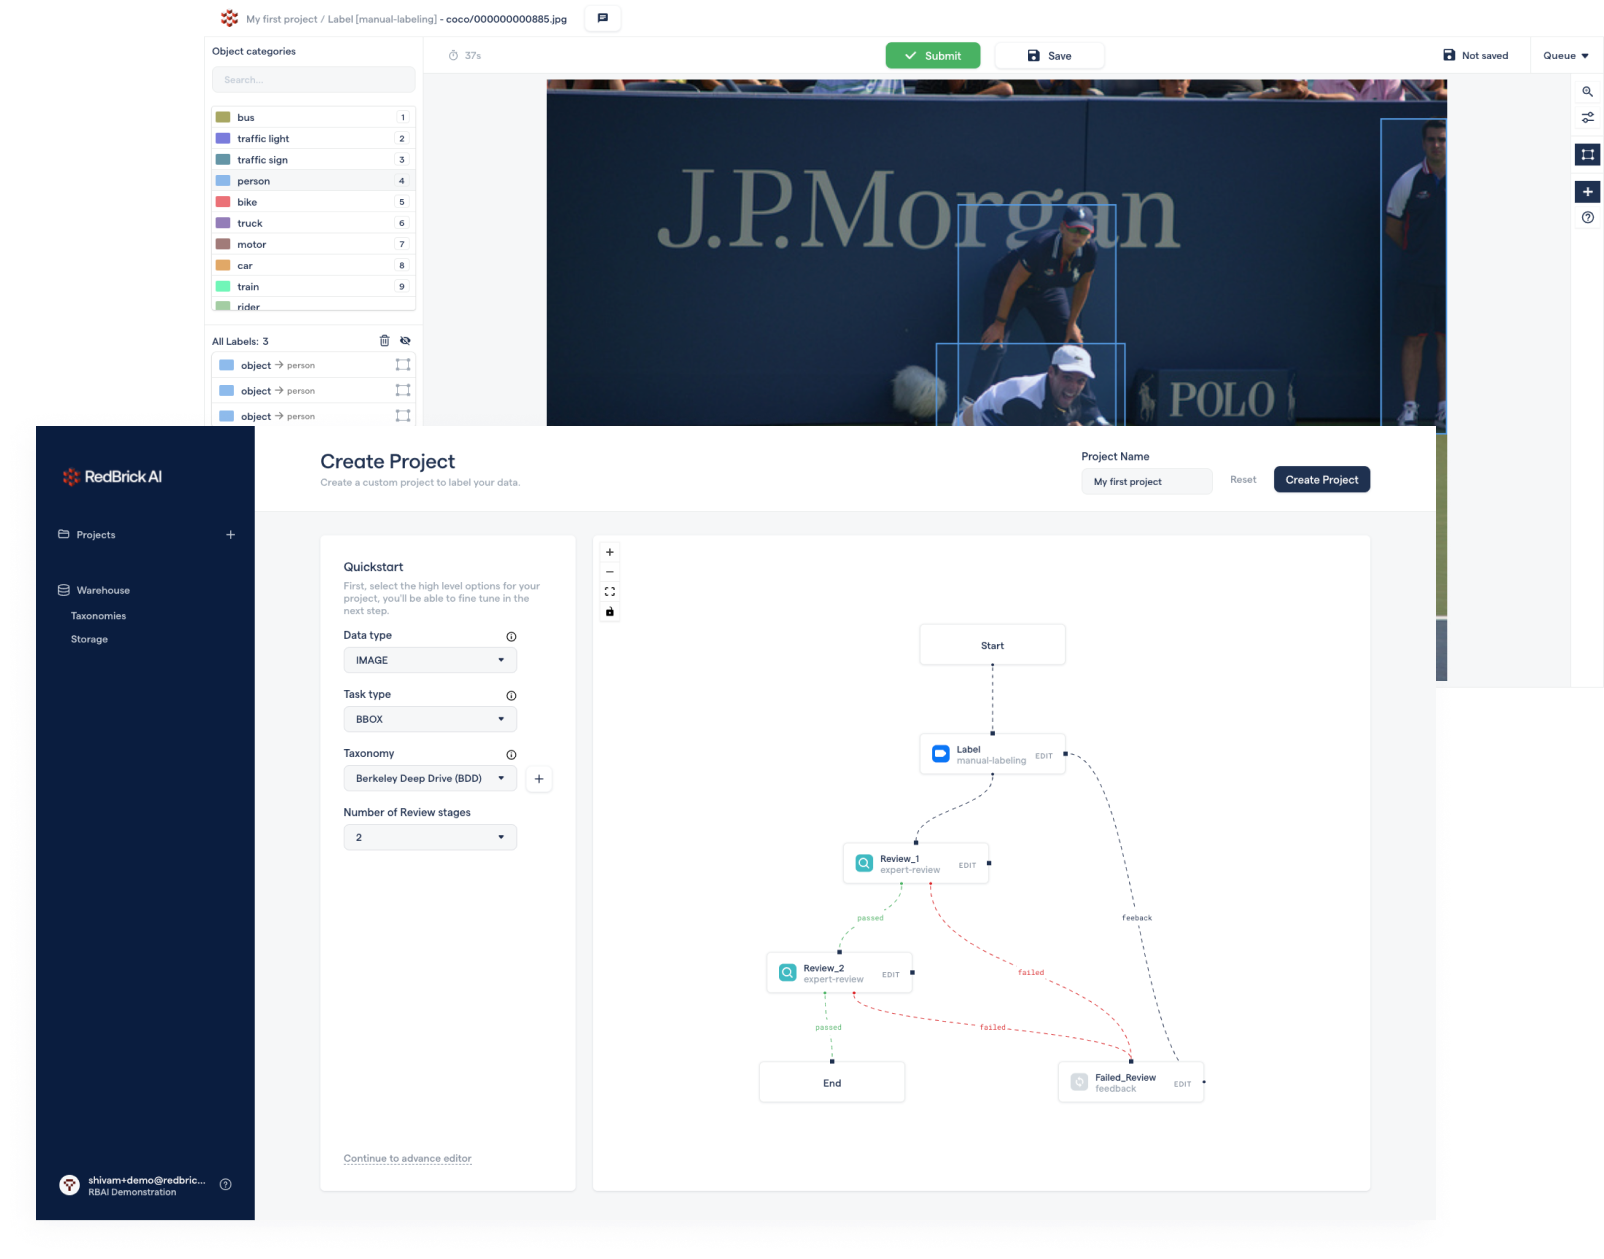 My first project / Label [manual-labeling] - coco/000000000885.jpg
Object categories
37s
Submit
Save
Not saved
Queue
Search...
bus 1
traffic light 2
traffic sign 3
person 4
bike 5
truck 6
motor 7
car 8
train 9
rider
All Labels: 3
object → person
object → person
object → person
J.P.Morgan
POLO
RedBrick AI
Projects
Warehouse
Taxonomies
Storage
shivam+demo@redbric...
RBAI Demonstration
Create Project
Create a custom project to label your data.
Project Name
My first project
Reset
Create Project
Quickstart
First, select the high level options for your
project, you'll be able to fine tune in the
next step.
Data type
IMAGE
Task type
BBOX
Taxonomy
Berkeley Deep Drive (BDD)
Number of Review stages
2
Continue to advance editor
Start
Label
manual-labeling
EDIT
Review_1
expert-review
EDIT
passed
feeback
Review_2
expert-review
EDIT
failed
passed
failed
End
Failed_Review
feedback
EDIT